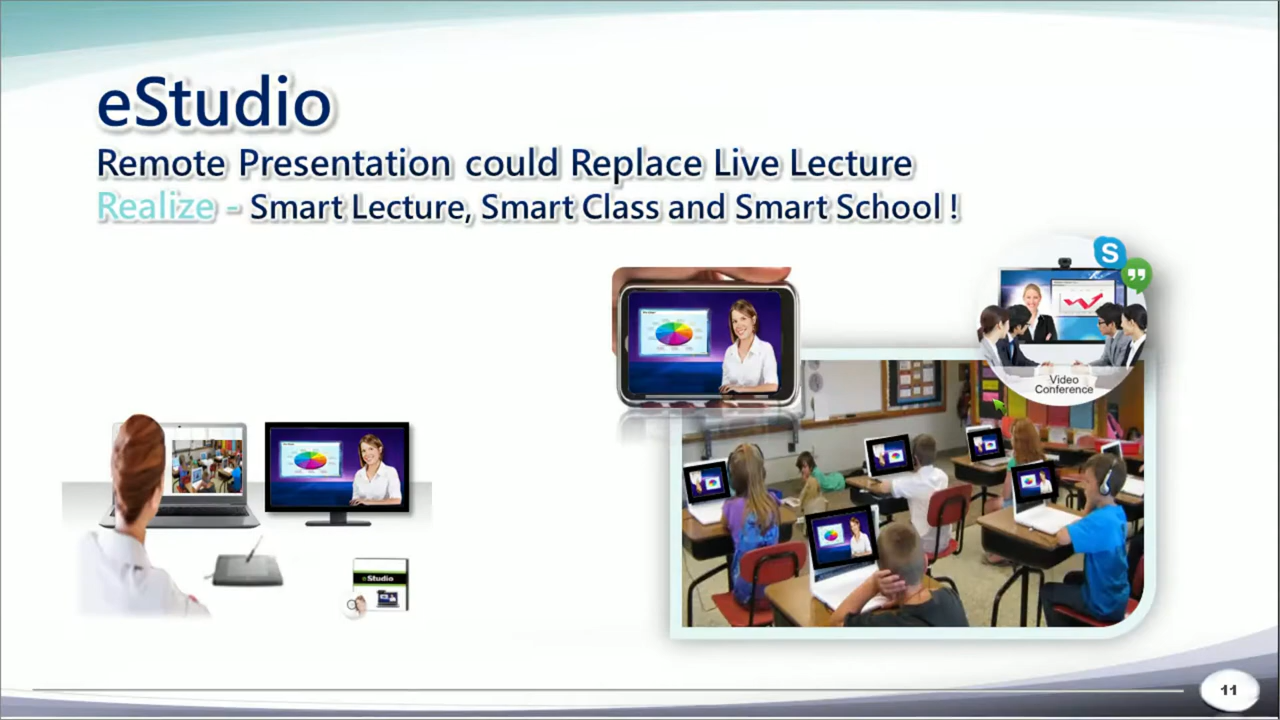 eStudio
Remote Presentation could Replace Live Lecture
Realize - Smart Lecture, Smart Class and Smart School !
Video
Conference
eStudio
11